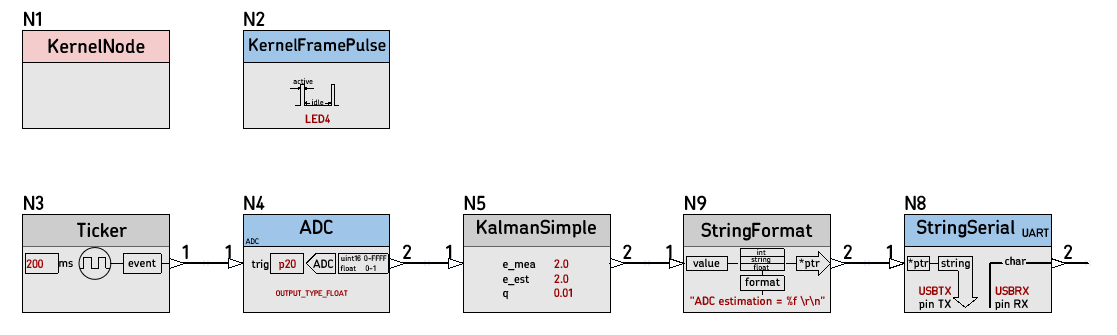 N1
KernelNode
N2
KernelFramePulse
active
idle
LED4
N3
Ticker
200 ms
event
1
N4
ADC
ADC
1
trig p20 ADC
uint16 0-FFFF
float 0-1
OUTPUT_TYPE_FLOAT
2
N5
KalmanSimple
1
e_mea 2.0
e_est 2.0
q 0.01
2
N9
StringFormat
1
value
int
string
float
format
*ptr
"ADC estimation = %f \r\n"
2
N8
StringSerial UART
1
*ptr string
char
USBTX
pin TX
USBRX
pin RX
2